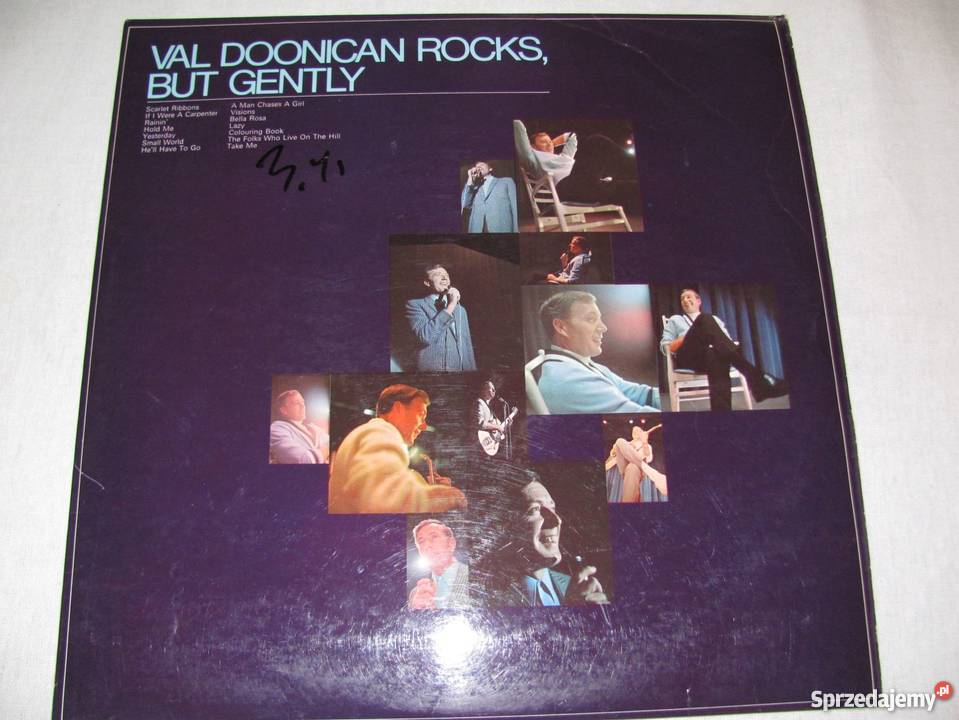 VAL DOONICAN ROCKS,
BUT GENTLY
Scarlet Ribbons
If I Were A Carpenter
Rainin'
Hold Me
Yesterday
Small World
He'll Have To Go
A Man Chases A Girl
Visions
Bella Rosa
Lazy
Colouring Book
The Folks Who Live On The Hill
Take Me
Sprzedajemy.pl